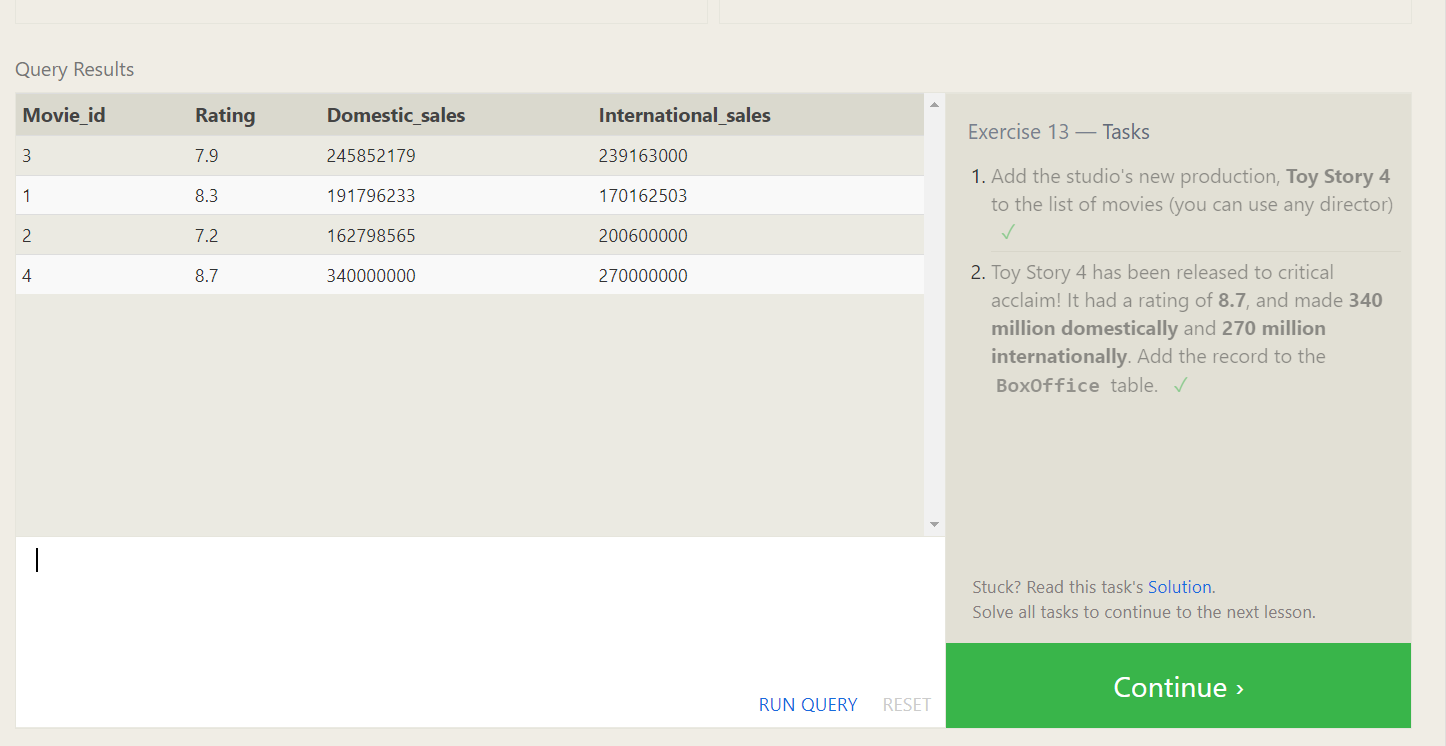 Query Results
Movie_id Rating Domestic_sales International_sales
3 7.9 245852179 239163000
1 8.3 191796233 170162503
2 7.2 162798565 200600000
4 8.7 340000000 270000000
RUN QUERY RESET
Exercise 13 — Tasks
1. Add the studio's new production, Toy Story 4
to the list of movies (you can use any director)
✓
2. Toy Story 4 has been released to critical
acclaim! It had a rating of 8.7, and made 340
million domestically and 270 million
internationally. Add the record to the
BoxOffice table. ✓
Stuck? Read this task's Solution.
Solve all tasks to continue to the next lesson.
Continue ›